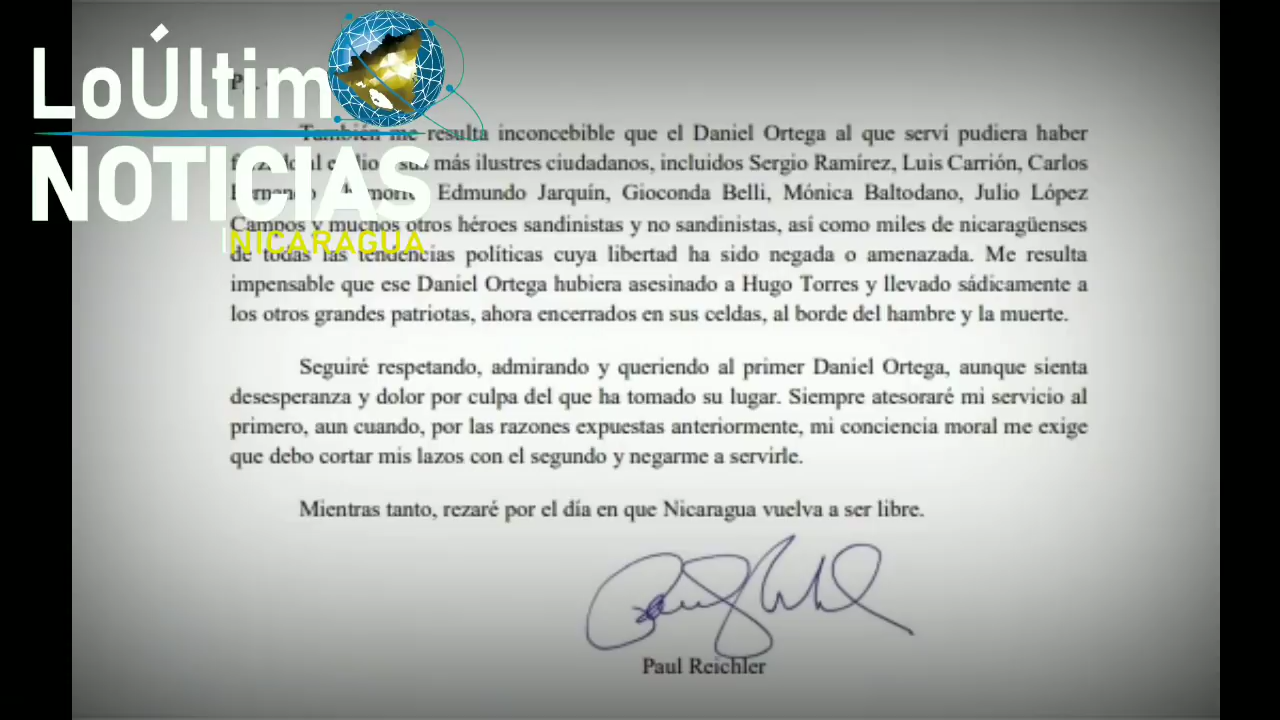 LoÚltim
NOTICIAS
NICARAGUA
También me resulta inconcebible que el Daniel Ortega al que serví pudiera haber
sus más ilustres ciudadanos, incluidos Sergio Ramírez, Luis Carrión, Carlos
Edmundo Jarquín, Gioconda Belli, Mónica Baltodano, Julio López
Campos y muchos otros héroes sandinistas y no sandinistas, así como miles de nicaragüenses
de todas las tendencias políticas cuya libertad ha sido negada o amenazada. Me resulta
impensable que ese Daniel Ortega hubiera asesinado a Hugo Torres y llevado sádicamente a
los otros grandes patriotas, ahora encerrados en sus celdas, al borde del hambre y la muerte.
Seguiré respetando, admirando y queriendo al primer Daniel Ortega, aunque sienta
desesperanza y dolor por culpa del que ha tomado su lugar. Siempre atesoraré mi servicio al
primero, aun cuando, por las razones expuestas anteriormente, mi conciencia moral me exige
que debo cortar mis lazos con el segundo y negarme a servirle.
Mientras tanto, rezaré por el día en que Nicaragua vuelva a ser libre.
Paul Reichler